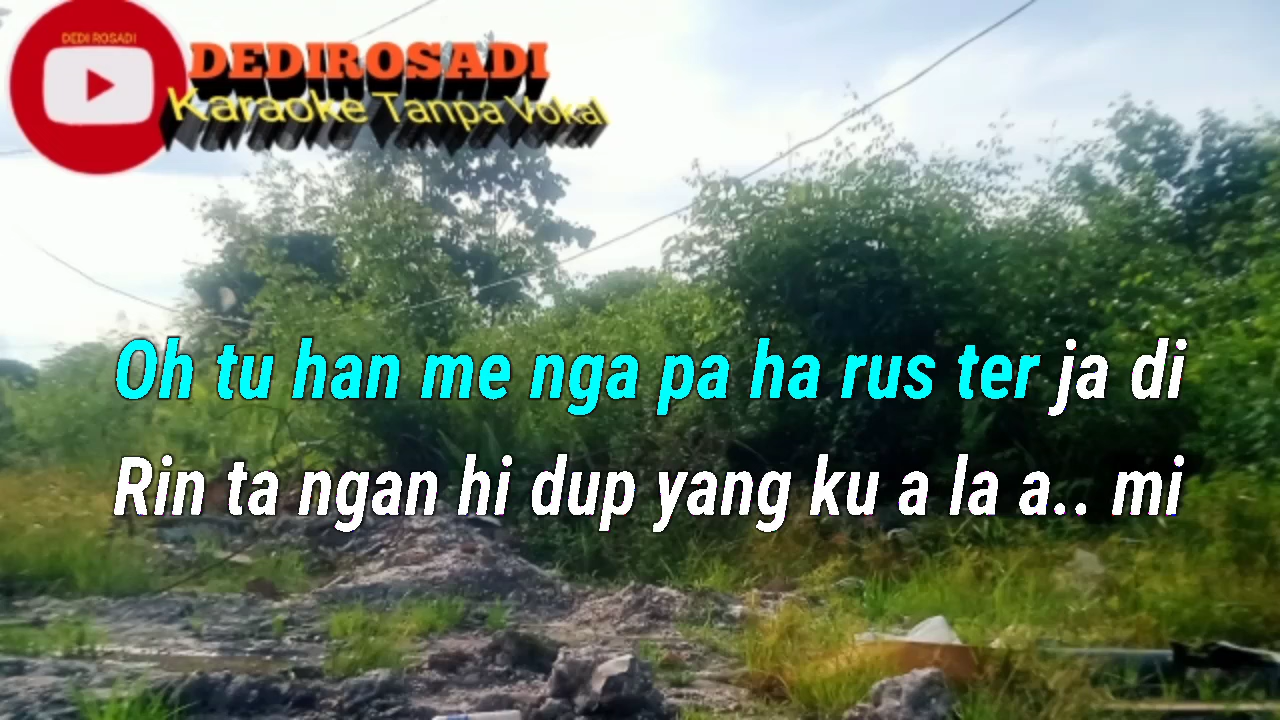 DEDI ROSADI
DEDIROSADI
Karaoke Tanpa Vokal
Oh tu han me nga pa ha rus ter ja di
Rin ta ngan hi dup yang ku a la a.. mi